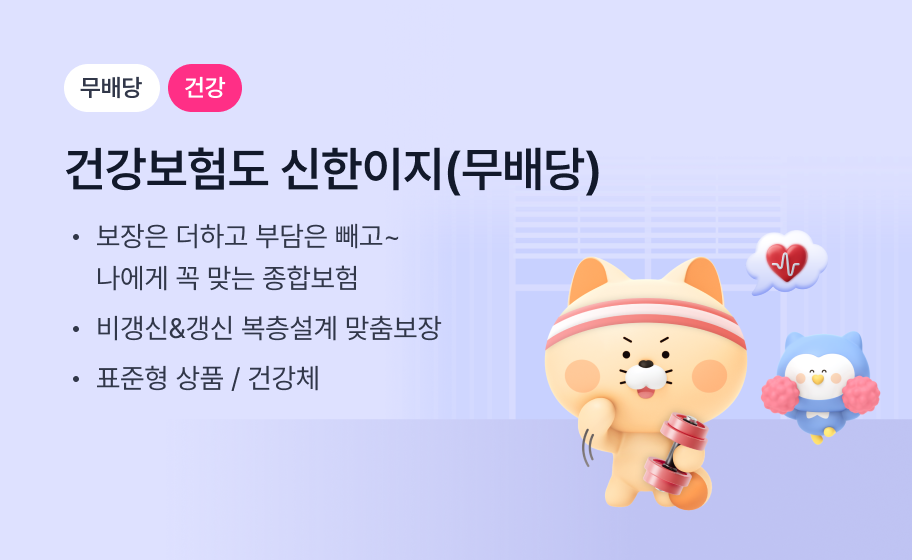 무배당 건강
건강보험도 신한이지(무배당)
• 보장은 더하고 부담은 빼고~
나에게 꼭 맞는 종합보험
• 비갱신&갱신 복층설계 맞춤보장
• 표준형 상품 / 건강체